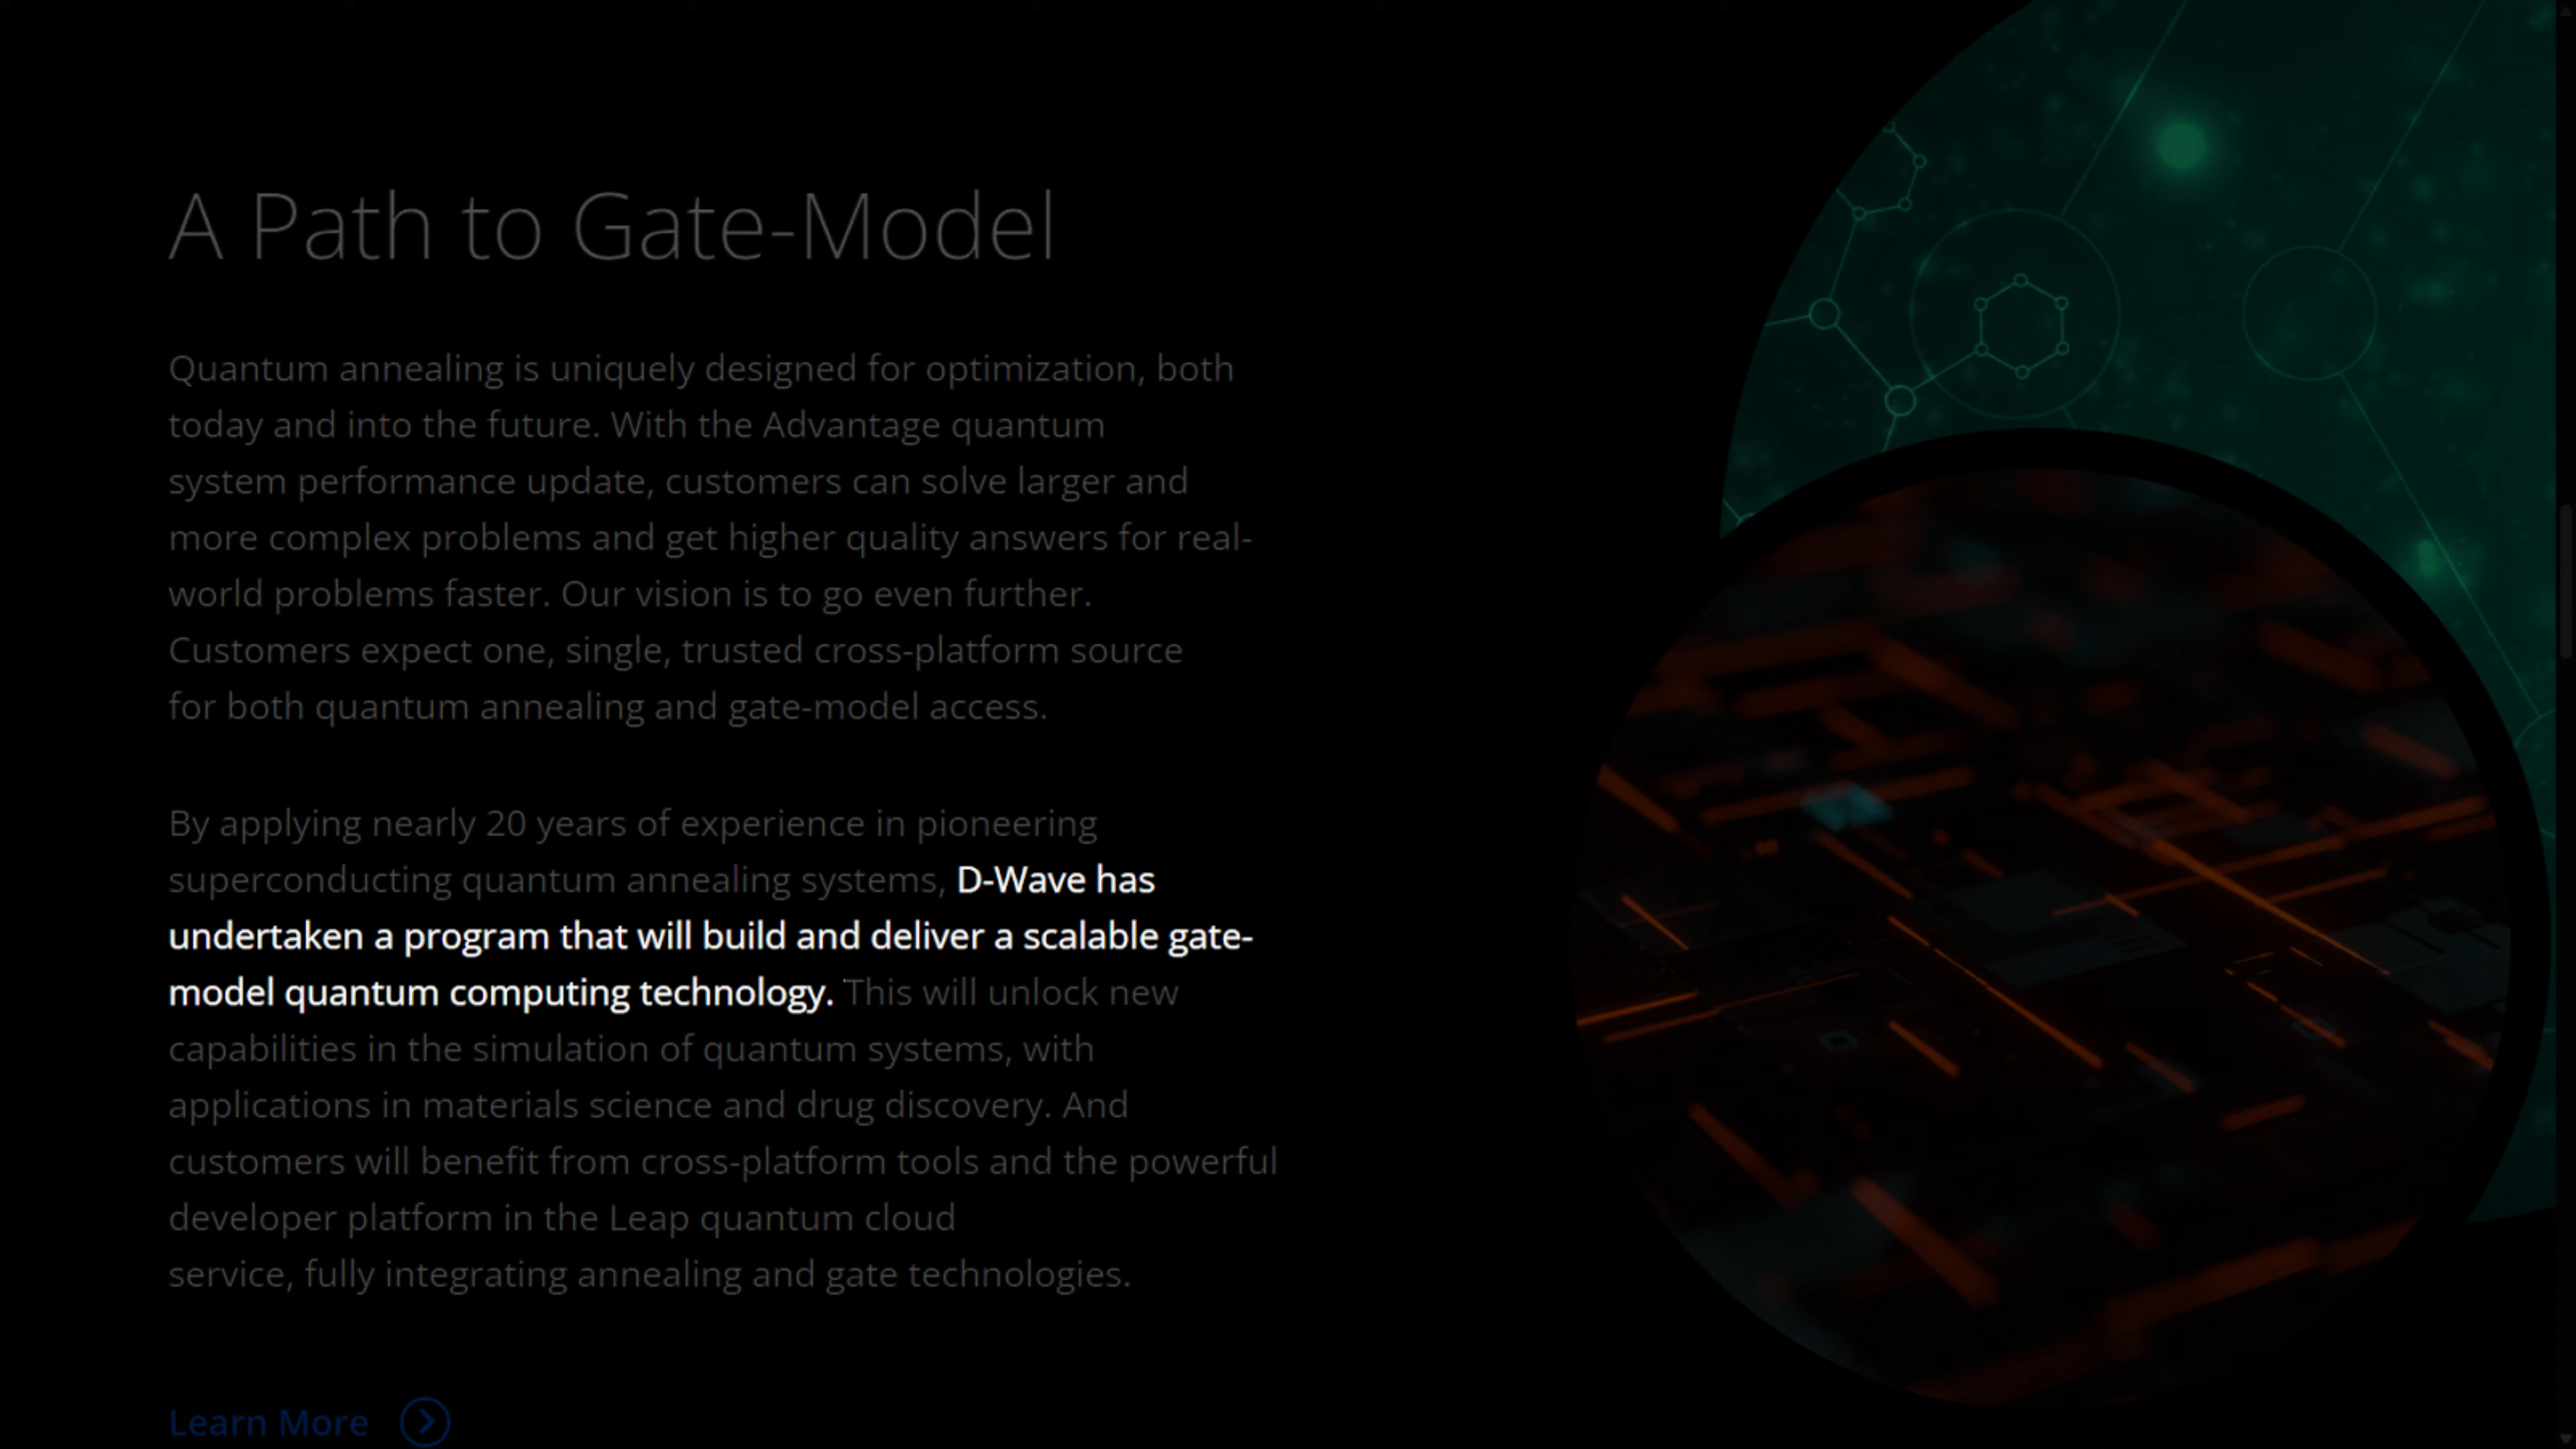 A Path to Gate-Model
Quantum annealing is uniquely designed for optimization, both
today and into the future. With the Advantage quantum
system performance update, customers can solve larger and
more complex problems and get higher quality answers for real-
world problems faster. Our vision is to go even further.
Customers expect one, single, trusted cross-platform source
for both quantum annealing and gate-model access.
By applying nearly 20 years of experience in pioneering
superconducting quantum annealing systems, D-Wave has
undertaken a program that will build and deliver a scalable gate-
model quantum computing technology. This will unlock new
capabilities in the simulation of quantum systems, with
applications in materials science and drug discovery. And
customers will benefit from cross-platform tools and the powerful
developer platform in the Leap quantum cloud
service, fully integrating annealing and gate technologies.
Learn More